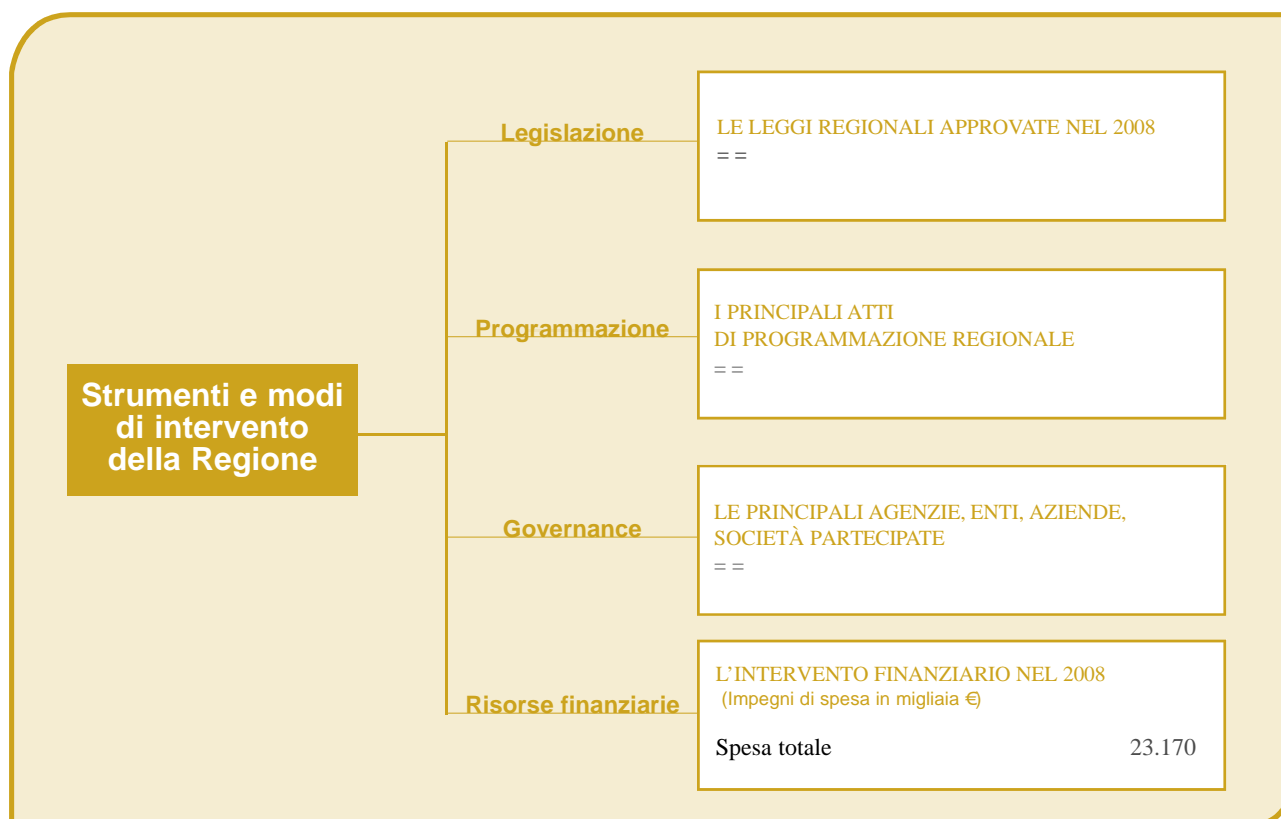 Strumenti e modi
di intervento
della Regione
Legislazione
LE LEGGI REGIONALI APPROVATE NEL 2008
= =
Programmazione
I PRINCIPALI ATTI
DI PROGRAMMAZIONE REGIONALE
= =
Governance
LE PRINCIPALI AGENZIE, ENTI, AZIENDE,
SOCIETÀ PARTECIPATE
= =
Risorse finanziarie
L’INTERVENTO FINANZIARIO NEL 2008
(Impegni di spesa in migliaia €)
Spesa totale 23.170